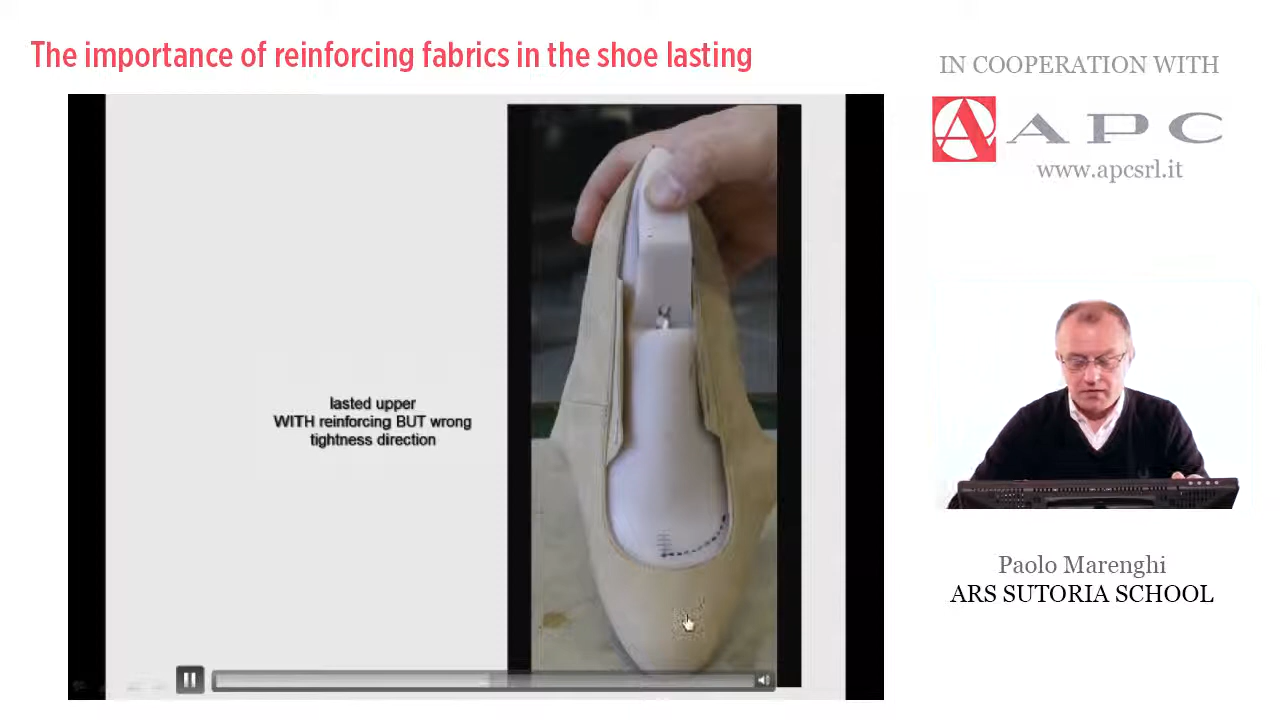 The importance of reinforcing fabrics in the shoe lasting
IN COOPERATION WITH
A APC
www.apcsrl.it
lasted upper
WITH reinforcing BUT wrong
tightness direction
Paolo Marenghi
ARS SUTORIA SCHOOL